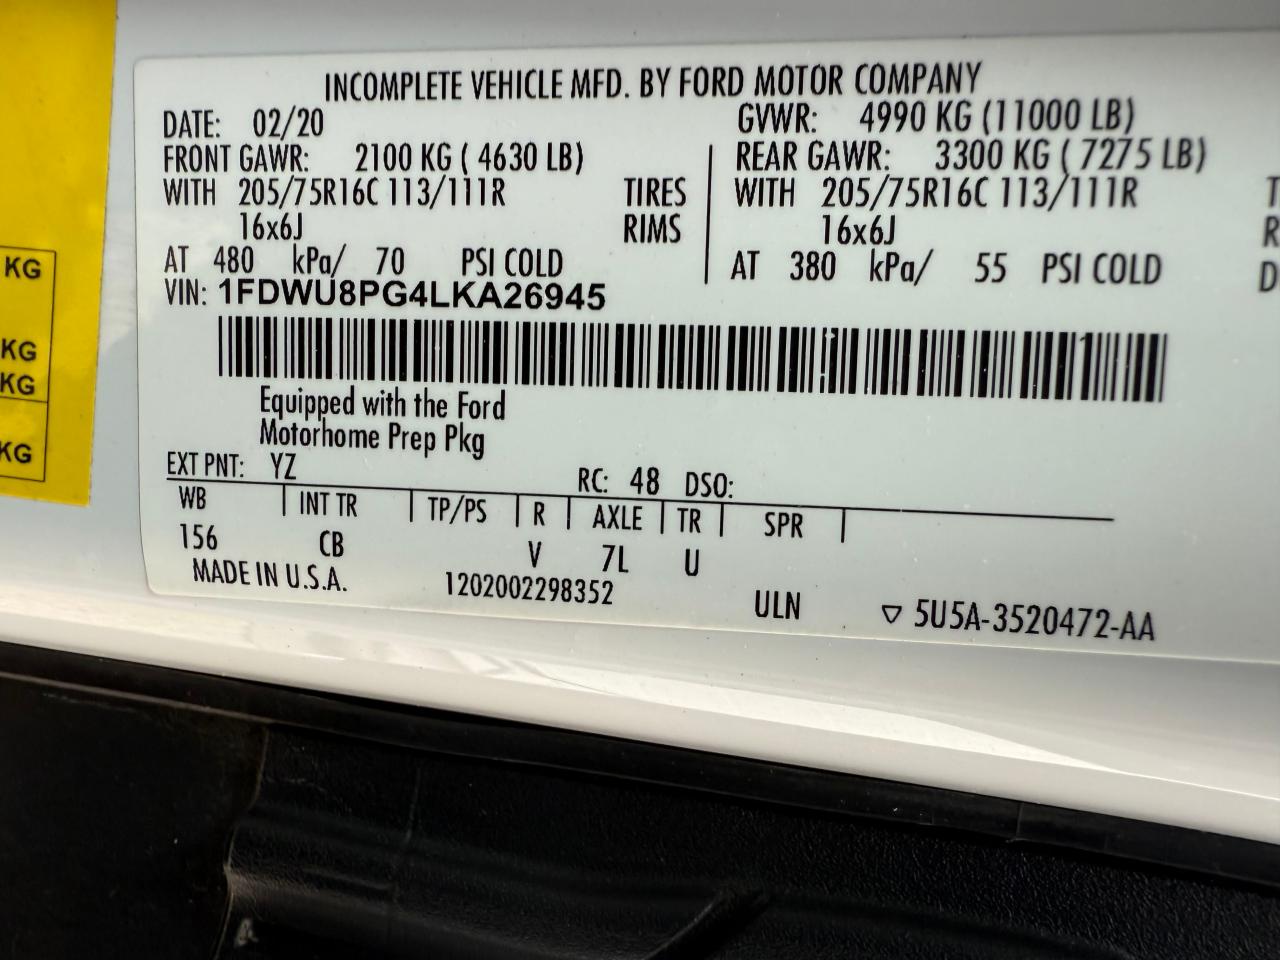 INCOMPLETE VEHICLE MFD. BY FORD MOTOR COMPANY
DATE: 02/20 GVWR: 4990 KG (11000 LB)
FRONT GAWR: 2100 KG ( 4630 LB) REAR GAWR: 3300 KG ( 7275 LB)
WITH 205/75R16C 113/111R TIRES WITH 205/75R16C 113/111R
16x6J RIMS 16x6J
AT 480 kPa/ 70 PSI COLD AT 380 kPa/ 55 PSI COLD
VIN: 1FDWU8PG4LKA26945
Equipped with the Ford
Motorhome Prep Pkg
EXT PNT: YZ RC: 48 DSO:
WB INT TR TP/PS R AXLE TR SPR
156 CB V 7L U
MADE IN U.S.A. 1202002298352 ULN ▽ 5U5A-3520472-AA
KG
KG
KG
KG